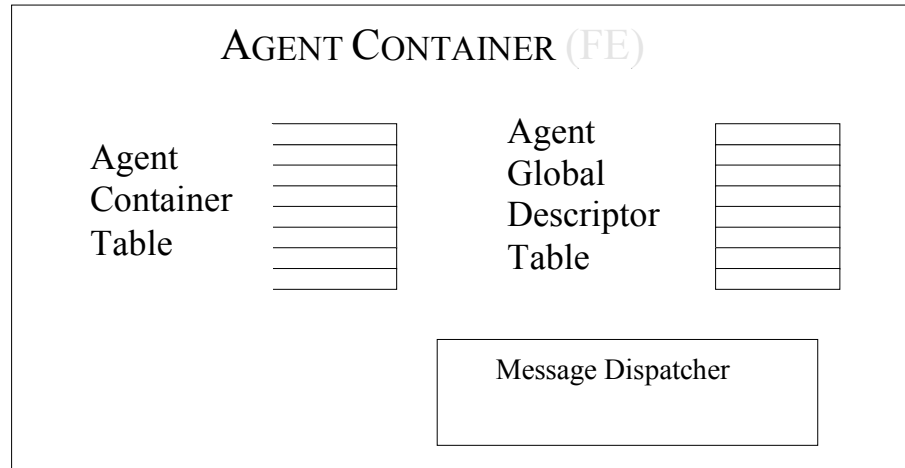 AGENT CONTAINER (FE)
Agent
Container
Table
Agent
Global
Descriptor
Table
Message Dispatcher